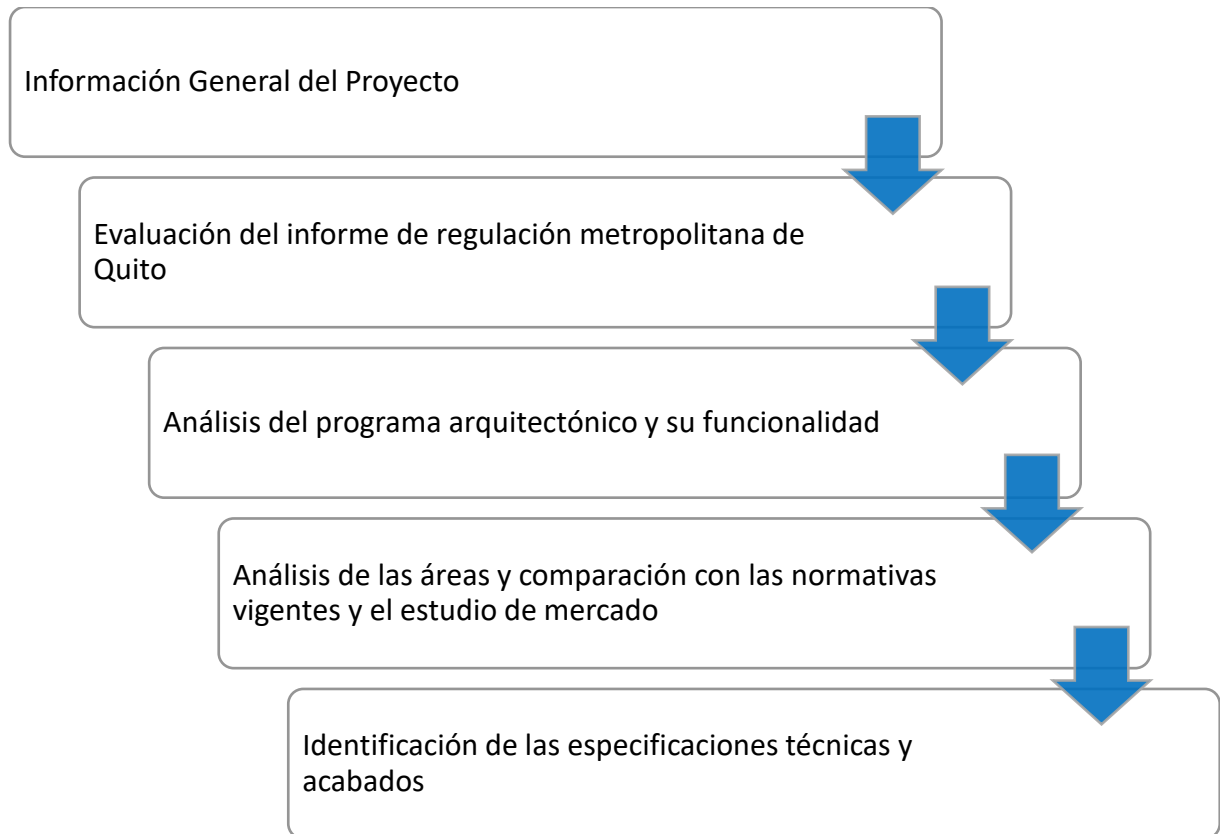 Información General del Proyecto
Evaluación del informe de regulación metropolitana de
Quito
Análisis del programa arquitectónico y su funcionalidad
Análisis de las áreas y comparación con las normativas
vigentes y el estudio de mercado
Identificación de las especificaciones técnicas y
acabados